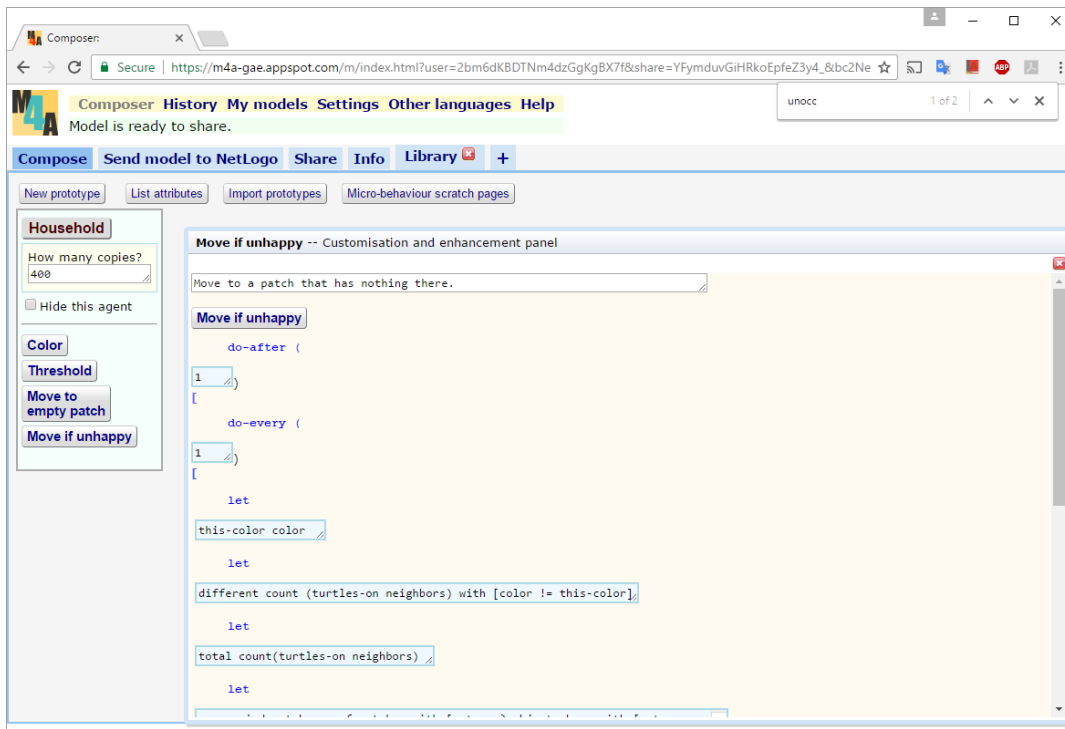 Composer:
Secure
https://m4a-gae.appspot.com/m/index.html?user=2bm6dKBDTNm4dzGgKgBX7f&share=YFymduvGiHRkoEpfeZ3y4_&bc2Ne
ABP
M4A
Composer History My models Settings Other languages Help
unocc 1 of 2
Model is ready to share.
Compose Send model to NetLogo Share Info Library +
New prototype List attributes Import prototypes Micro-behaviour scratch pages
Household
How many copies?
400
Hide this agent
Color
Threshold
Move to
empty patch
Move if unhappy
Move if unhappy -- Customisation and enhancement panel
Move to a patch that has nothing there.
Move if unhappy
do-after (
1 )
[
do-every (
1 )
[
let
this-color color
let
different count (turtles-on neighbors) with [color != this-color]
let
total count(turtles-on neighbors)
let